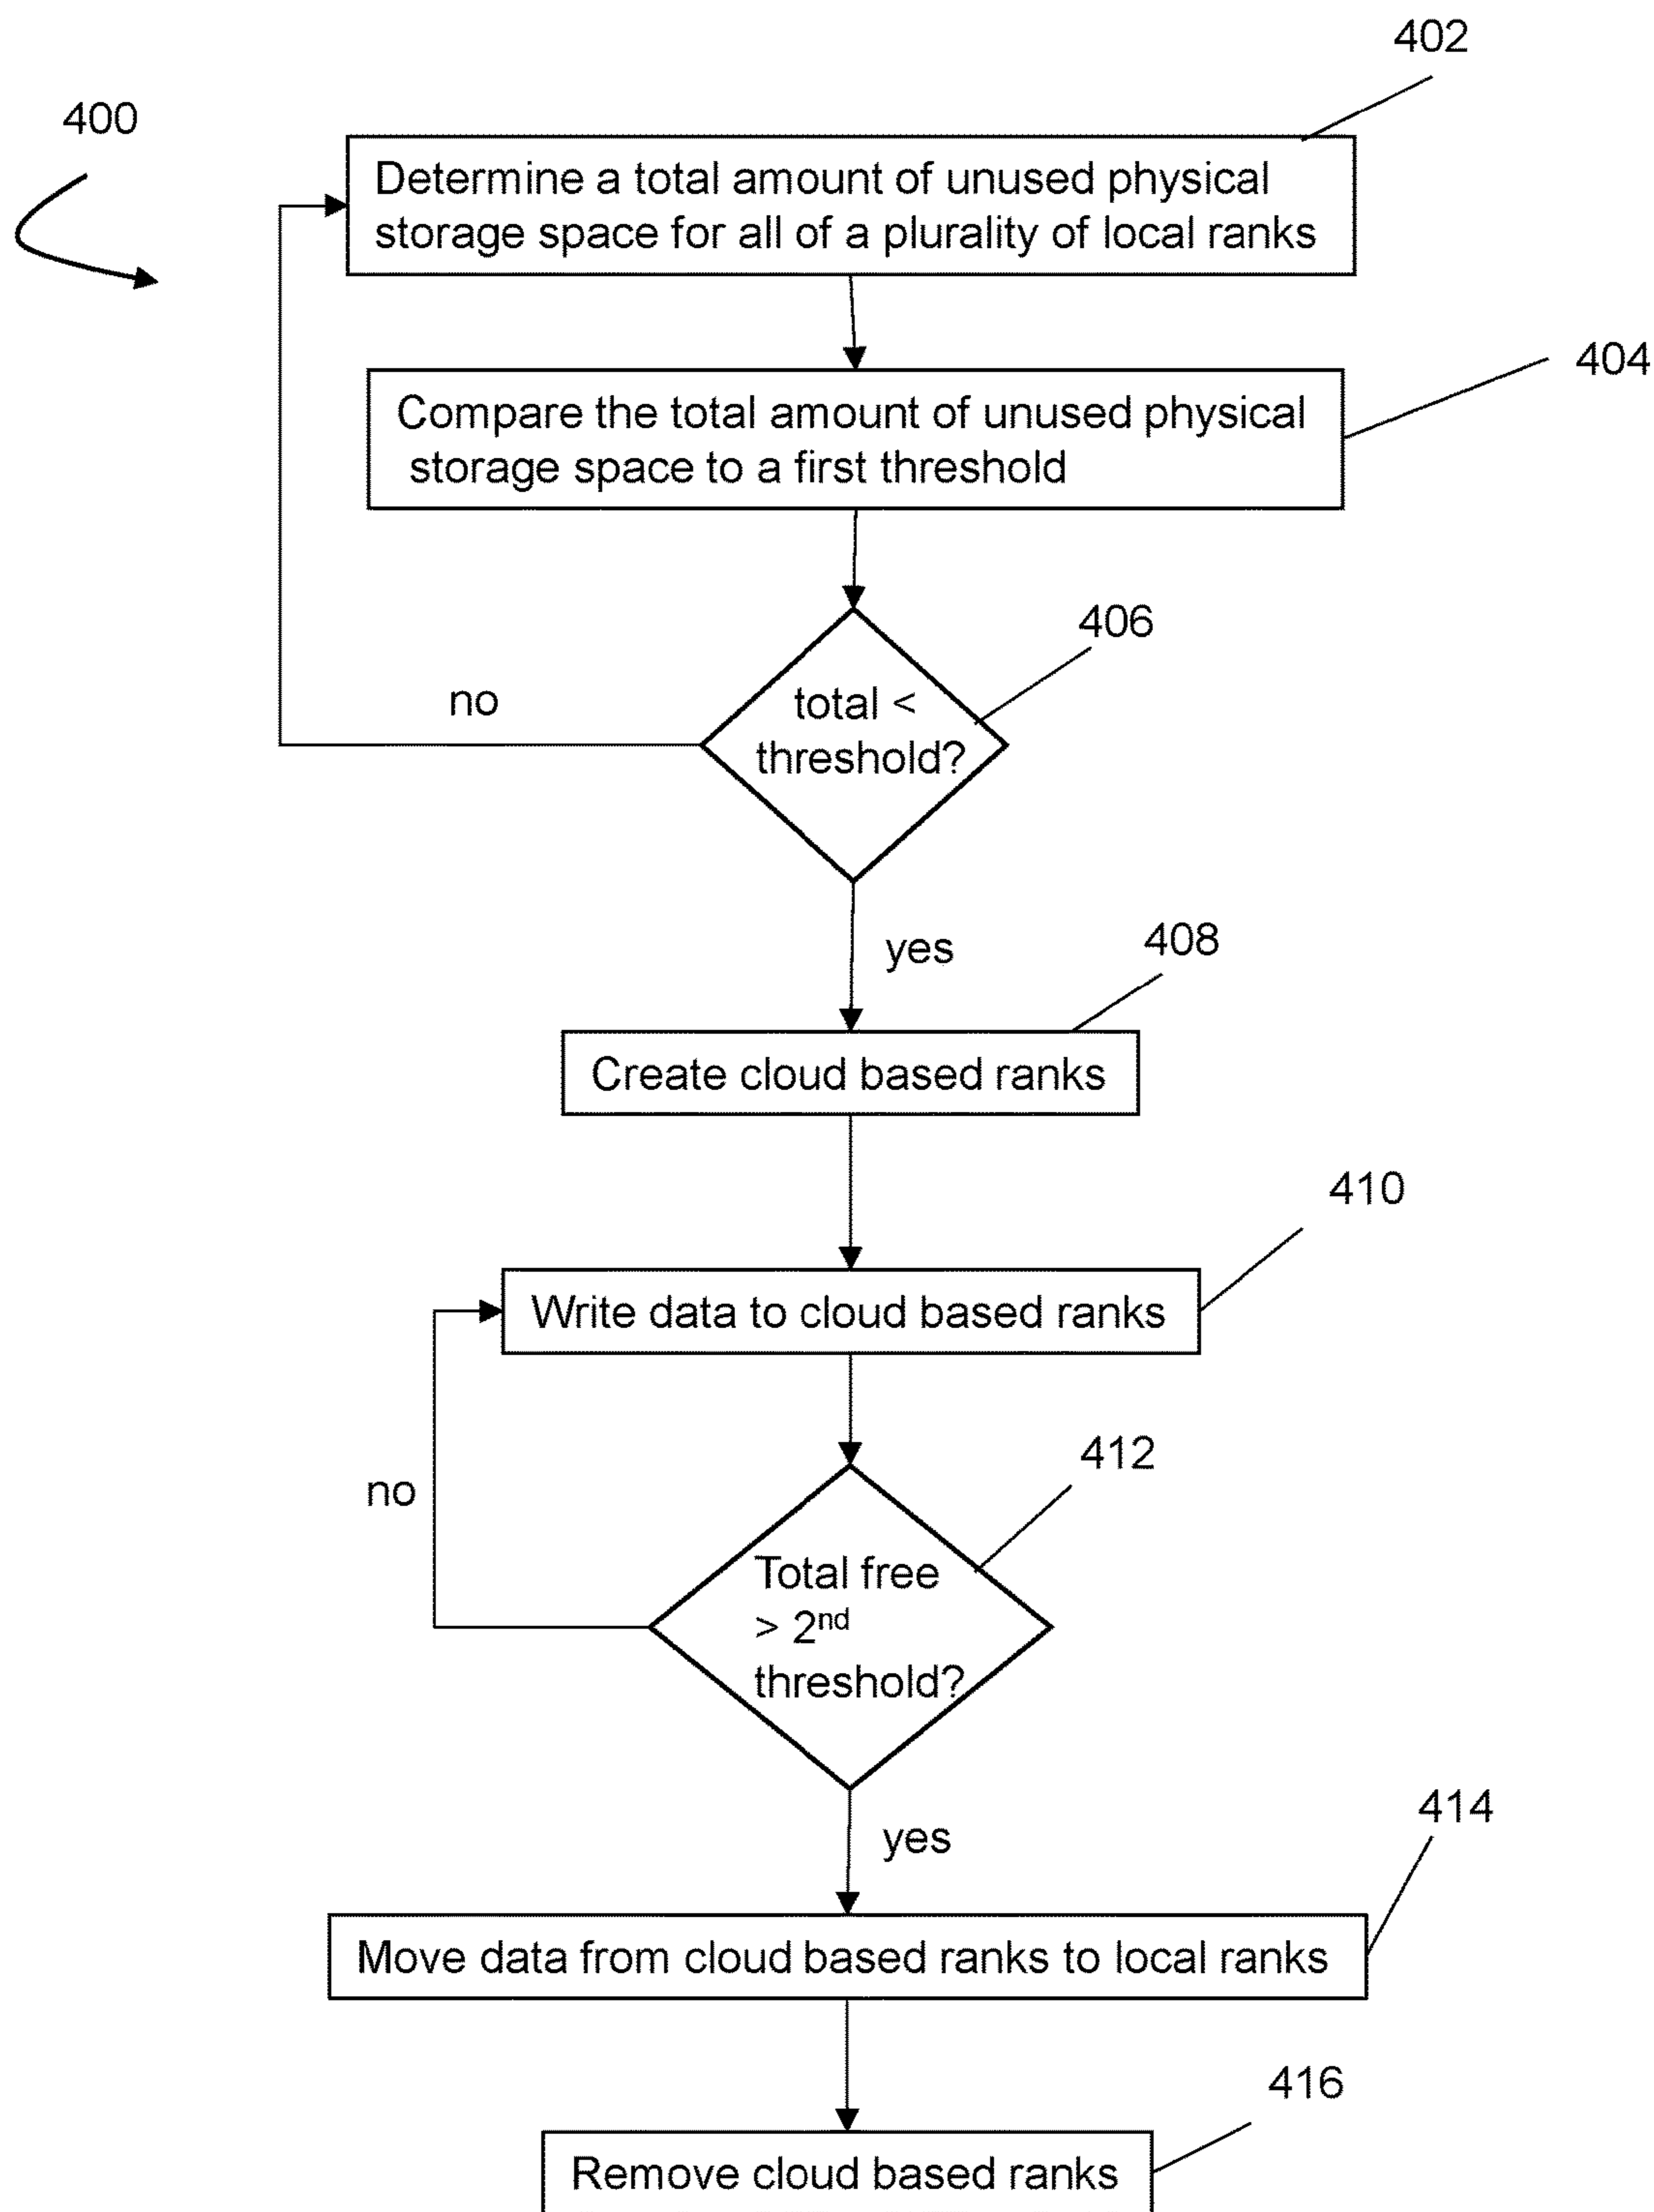 402
400
Determine a total amount of unused physical
storage space for all of a plurality of local ranks
404
Compare the total amount of unused physical
storage space to a first threshold
406
total <
threshold?
no
yes
408
Create cloud based ranks
410
Write data to cloud based ranks
412
no
Total free
> 2nd
threshold?
yes
414
Move data from cloud based ranks to local ranks
416
Remove cloud based ranks